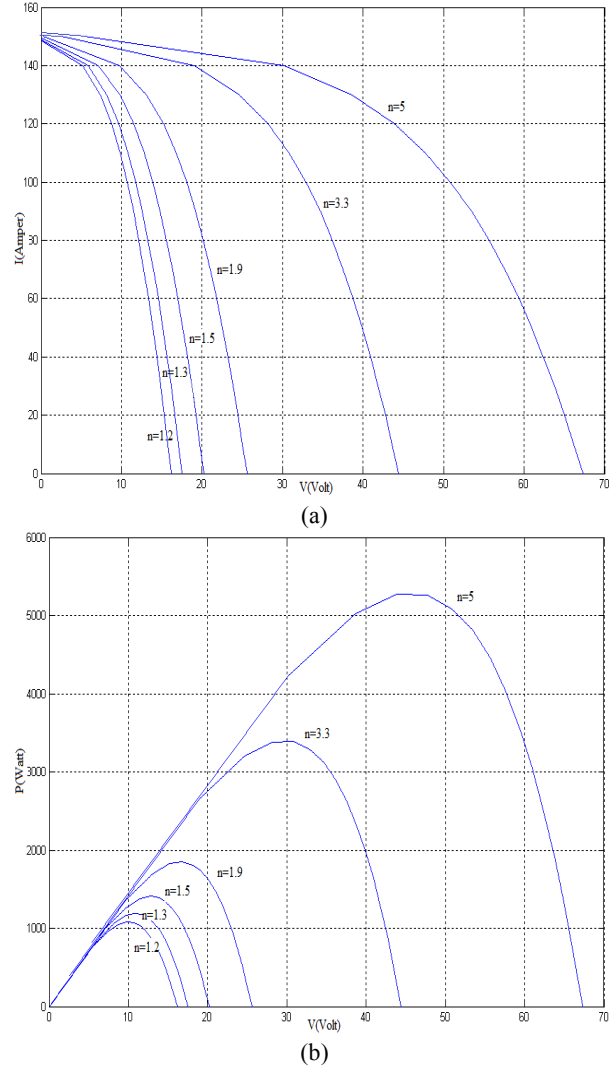 160
140
120
100
80
60
40
20
0
I(Amper)
n=5
n=3.3
n=1.9
n=1.5
n=1.3
n=1.2
0 10 20 30 40 50 60 70
V(Volt)
(a)
6000
5000
4000
3000
2000
1000
0
P(Watt)
n=5
n=3.3
n=1.9
n=1.5
n=1.3
n=1.2
0 10 20 30 40 50 60 70
V(Volt)
(b)